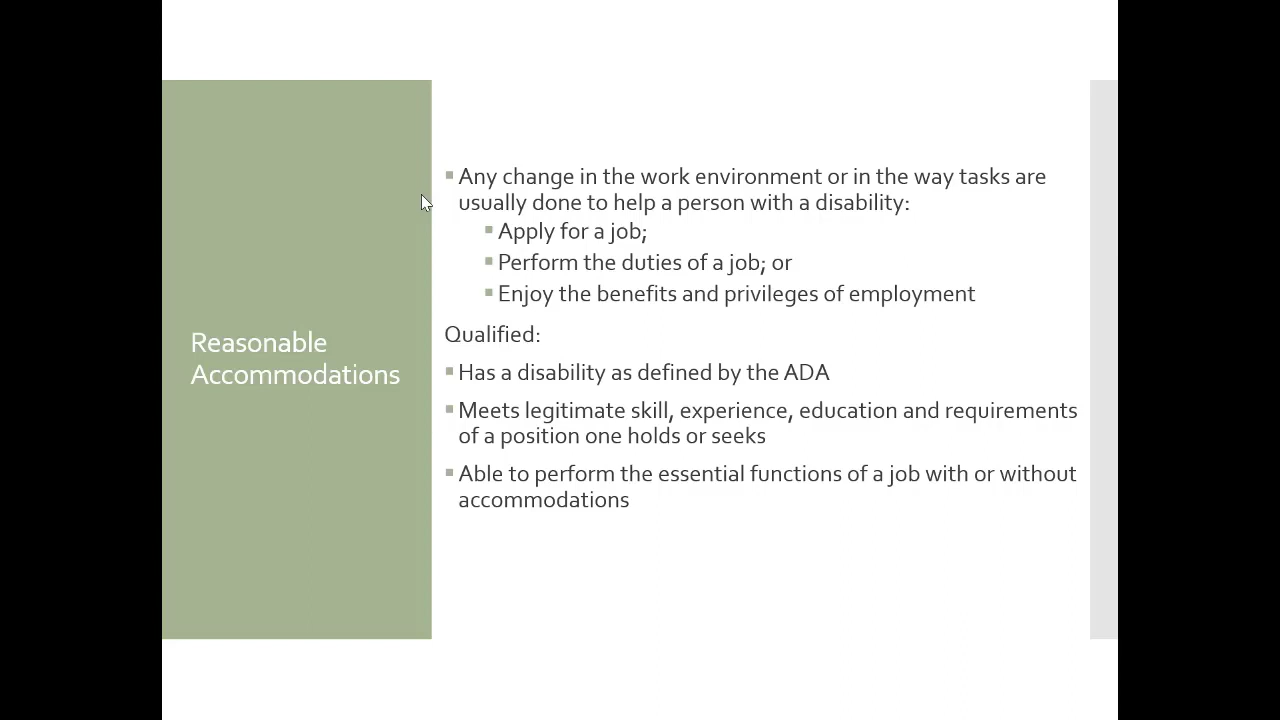 Reasonable
Accommodations
Any change in the work environment or in the way tasks are
usually done to help a person with a disability:
Apply for a job;
Perform the duties of a job; or
Enjoy the benefits and privileges of employment
Qualified:
Has a disability as defined by the ADA
Meets legitimate skill, experience, education and requirements
of a position one holds or seeks
Able to perform the essential functions of a job with or without
accommodations